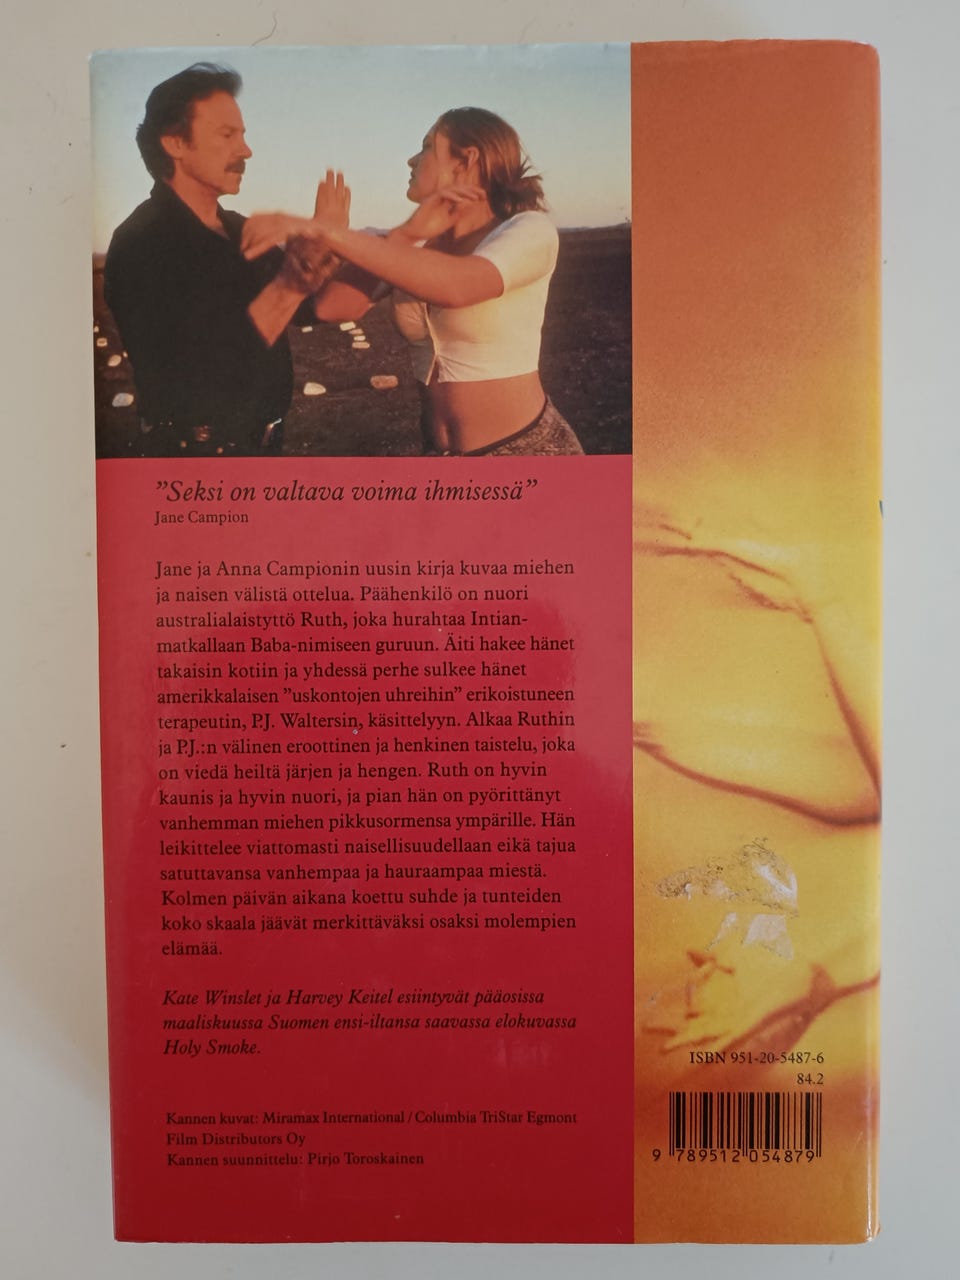 "Seksi on valtava voima ihmisessä"
Jane Campion
Jane ja Anna Campionin uusin kirja kuvaa miehen
ja naisen välistä ottelua. Päähenkilö on nuori
australialaistyttö Ruth, joka hurahtaa Intian-
matkallaan Baba-nimiseen guruun. Äiti hakee hänet
takaisin kotiin ja yhdessä perhe sulkee hänet
amerikkalaisen "uskontojen uhreihin" erikoistuneen
terapeutin, P.J. Waltersin, käsittelyyn. Alkaa Ruthin
ja P.J.:n välinen eroottinen ja henkinen taistelu, joka
on viedä heiltä järjen ja hengen. Ruth on hyvin
kaunis ja hyvin nuori, ja pian hän on pyörittänyt
vanhemman miehen pikkusormensa ympärille. Hän
leikittelee viattomasti naisellisuudellaan eikä tajua
satuttavansa vanhempaa ja hauraampaa miestä.
Kolmen päivän aikana koettu suhde ja tunteiden
koko skaala jäävät merkittäväksi osaksi molempien
elämää.
Kate Winslet ja Harvey Keitel esiintyvät pääosissa
maaliskuussa Suomen ensi-iltansa saavassa elokuvassa
Holy Smoke.
Kannen kuvat: Miramax International / Columbia TriStar Egmont
Film Distributors Oy
Kannen suunnittelu: Pirjo Toroskainen
ISBN 951-20-5487-6
84.2
9 789512 054879